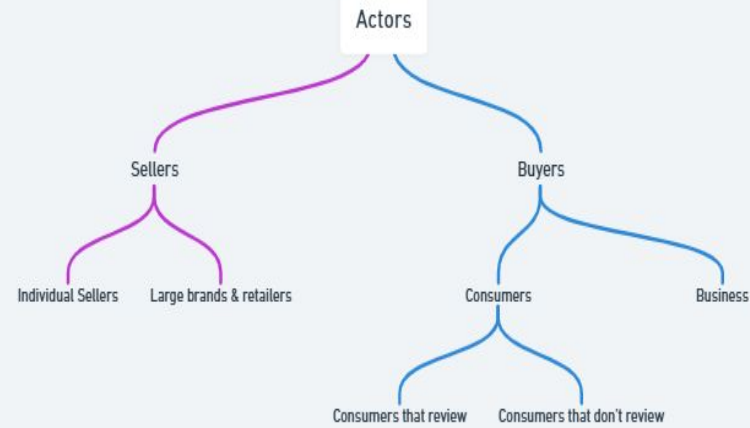 Actors
Sellers
Buyers
Individual Sellers
Large brands & retailers
Consumers
Business
Consumers that review
Consumers that don't review